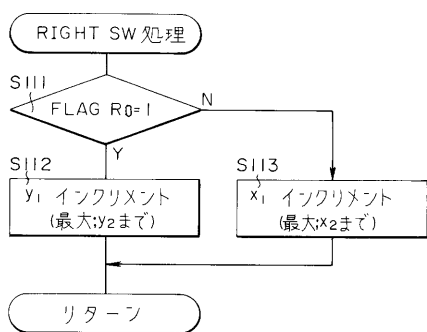 RIGHT SW 処理
S111
FLAG R0=1
N
Y
S112
y₁ インクリメント
(最大;y₂まで)
S113
x₁ インクリメント
(最大;x₂まで)
リターン